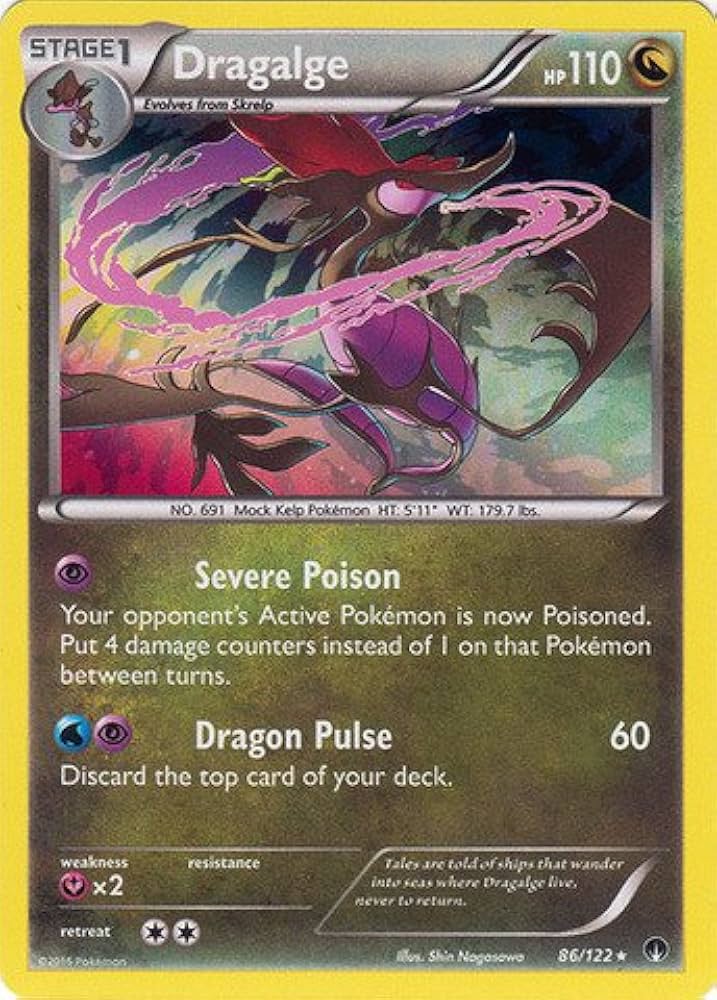 STAGE1
Dragalge
HP110
Evolves from Skrelp
NO. 691 Mock Kelp Pokémon HT: 5'11" WT: 179.7 lbs.
Severe Poison
Your opponent's Active Pokémon is now Poisoned.
Put 4 damage counters instead of 1 on that Pokémon
between turns.
Dragon Pulse 60
Discard the top card of your deck.
weakness resistance
×2
Tales are told of ships that wander
into seas where Dragalge live,
never to return.
retreat
©2016 Pokémon
Illus. Shin Nagasawa
86/122 ★